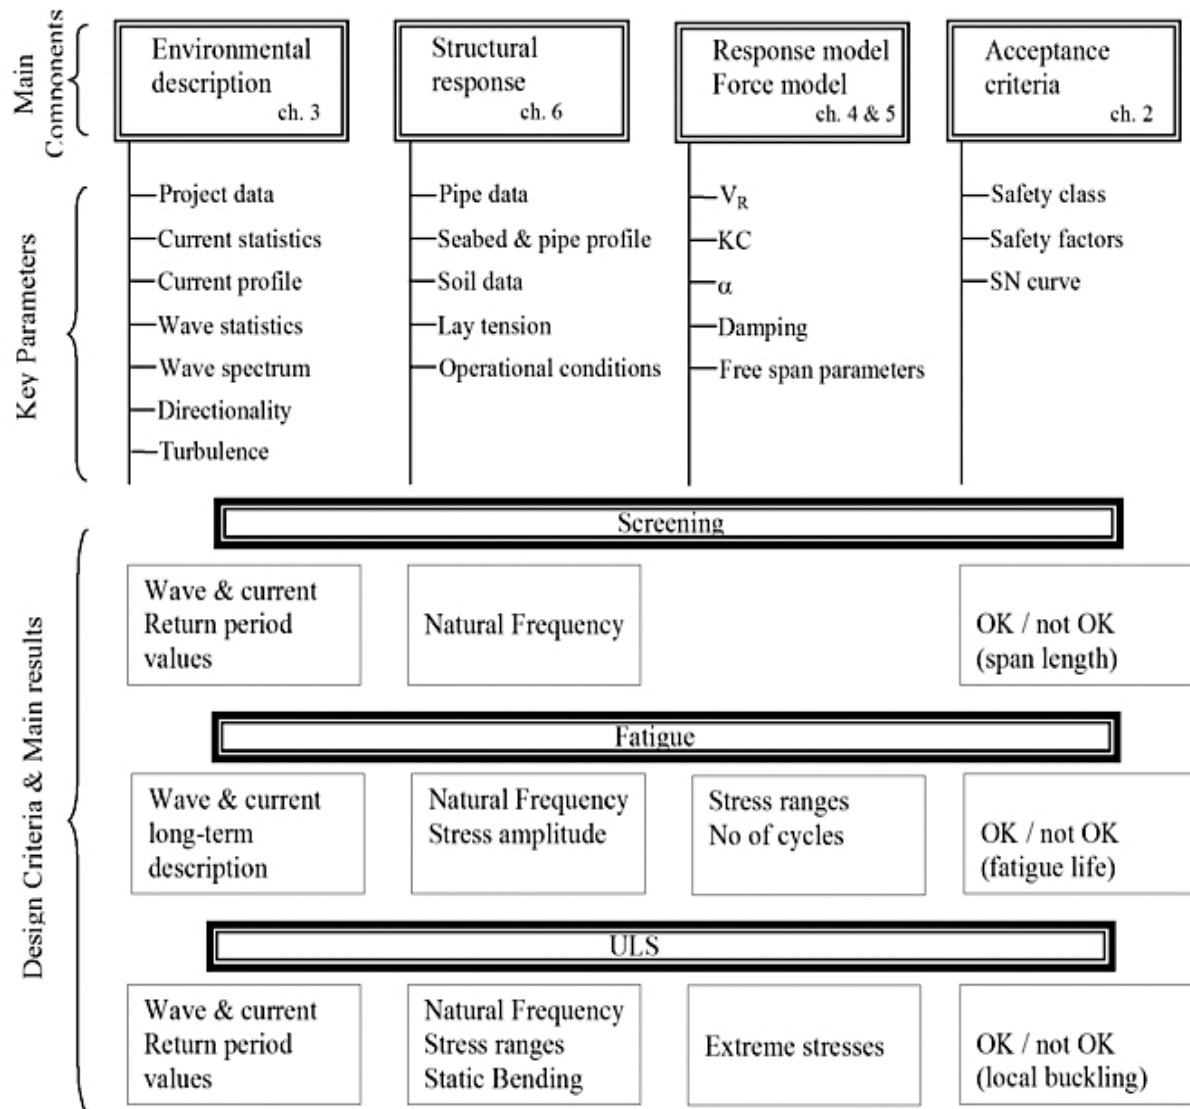 Main
Components
Environmental
description
ch. 3
Structural
response
ch. 6
Response model
Force model
ch. 4 & 5
Acceptance
criteria
ch. 2
Key Parameters
Project data
Current statistics
Current profile
Wave statistics
Wave spectrum
Directionality
Turbulence
Pipe data
Seabed & pipe profile
Soil data
Lay tension
Operational conditions
VR
KC
α
Damping
Free span parameters
Safety class
Safety factors
SN curve
Design Criteria & Main results
Screening
Wave & current
Return period
values
Natural Frequency
OK / not OK
(span length)
Fatigue
Wave & current
long-term
description
Natural Frequency
Stress amplitude
Stress ranges
No of cycles
OK / not OK
(fatigue life)
ULS
Wave & current
Return period
values
Natural Frequency
Stress ranges
Static Bending
Extreme stresses
OK / not OK
(local buckling)